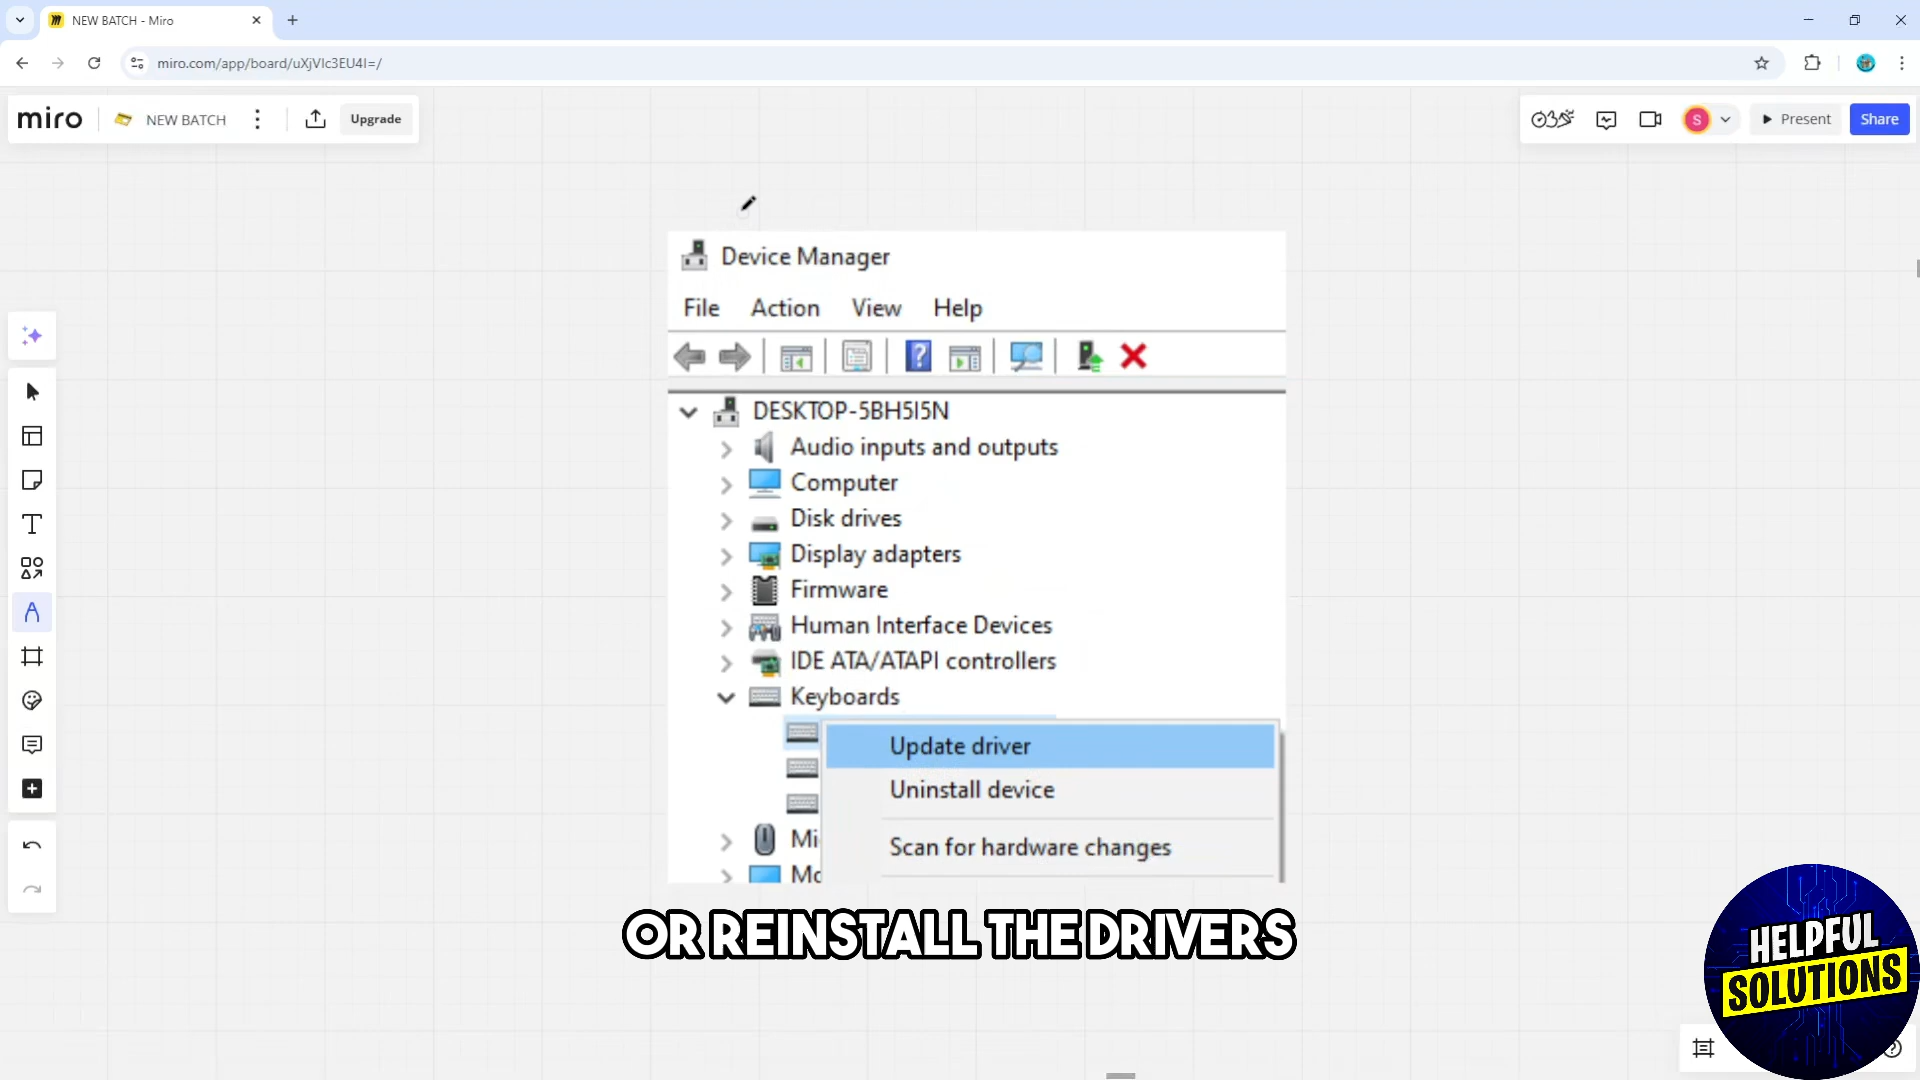 NEW BATCH - Miro
miro.com/app/board/uXjVIc3EU4I=/
miro
NEW BATCH
Upgrade
S
Present
Share
Device Manager
File Action View Help
DESKTOP-5BH5I5N
Audio inputs and outputs
Computer
Disk drives
Display adapters
Firmware
Human Interface Devices
IDE ATA/ATAPI controllers
Keyboards
Update driver
Uninstall device
Scan for hardware changes
Mi
Mo
OR REINSTALL THE DRIVERS
HELPFUL
SOLUTIONS